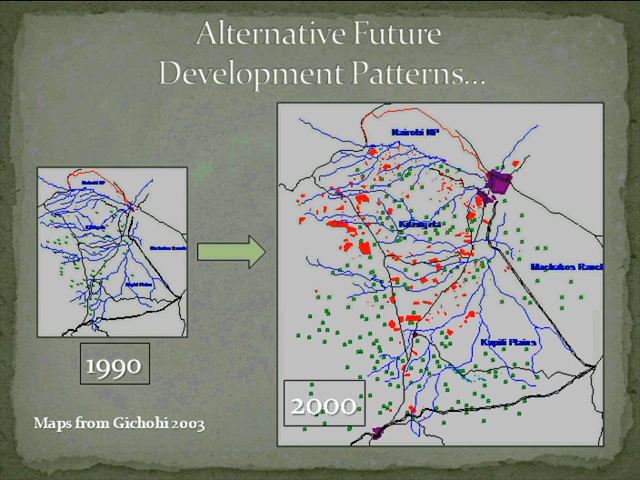 Alternative Future
Development Patterns...
Nairobi NP
Kitengela
Machakos Ranch
Kapiti Plains
1990
2000
Maps from Gichohi 2003